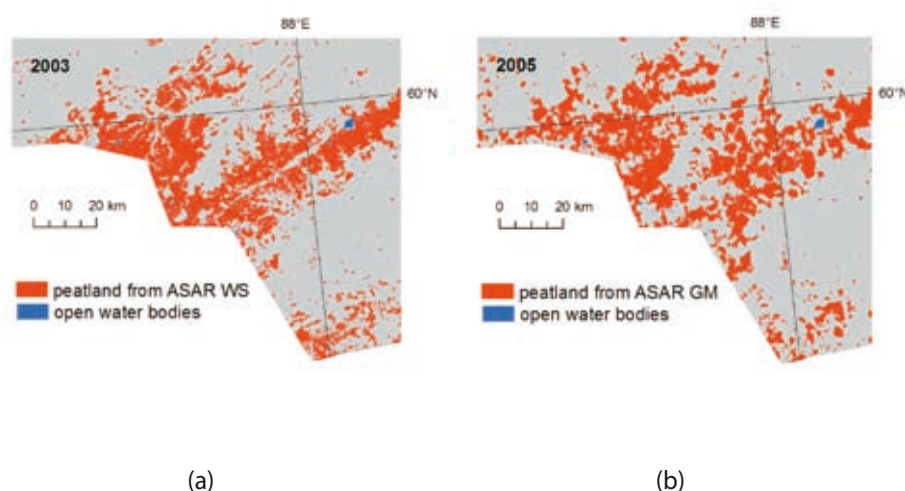 88°E
2003
60°N
0 10 20 km
peatland from ASAR WS
open water bodies
(a)
88°E
2005
60°N
0 10 20 km
peatland from ASAR GM
open water bodies
(b)